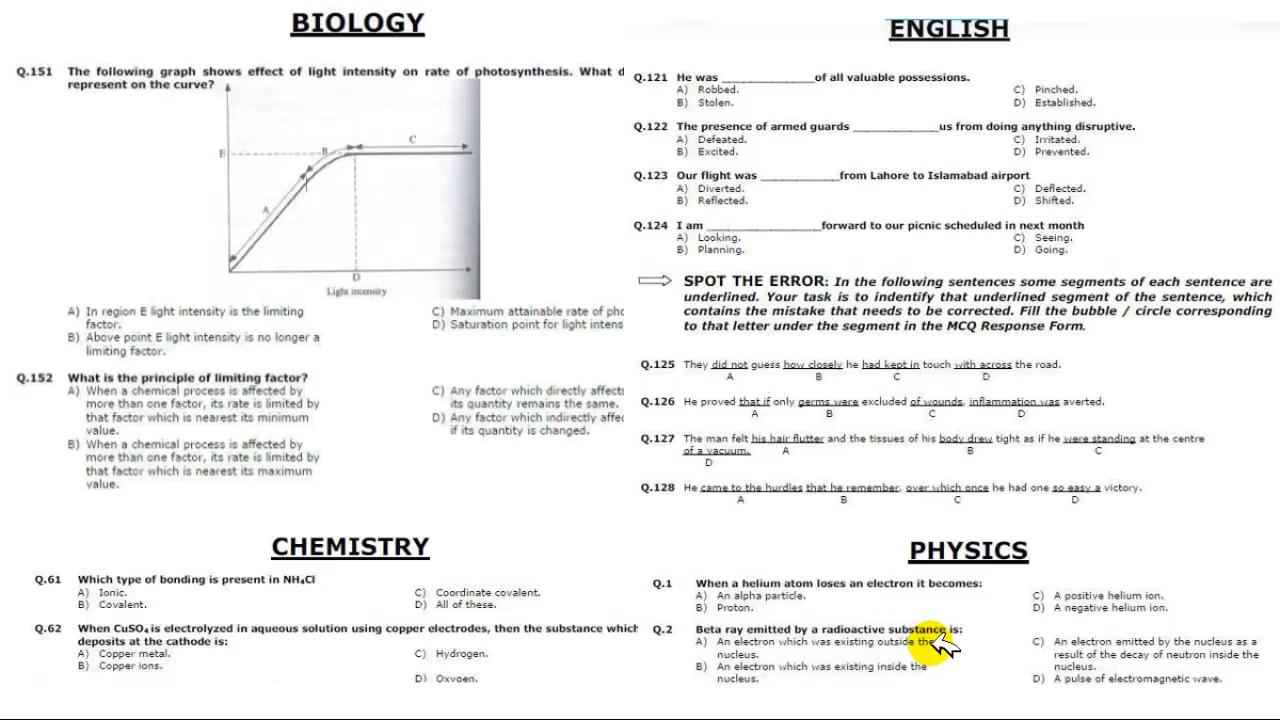 BIOLOGY
Q.151 The following graph shows effect of light intensity on rate of photosynthesis. What d
represent on the curve?
C
E
B
A
D
Light intensity
A) In region E light intensity is the limiting
factor.
B) Above point E light intensity is no longer a
limiting factor.
C) Maximum attainable rate of pho
D) Saturation point for light intens
Q.152 What is the principle of limiting factor?
A) When a chemical process is affected by
more than one factor, its rate is limited by
that factor which is nearest its minimum
value.
B) When a chemical process is affected by
more than one factor, its rate is limited by
that factor which is nearest its maximum
value.
C) Any factor which directly affects
its quantity remains the same.
D) Any factor which indirectly affec
if its quantity is changed.
ENGLISH
Q.121 He was ________________of all valuable possessions.
A) Robbed.
B) Stolen.
C) Pinched.
D) Established.
Q.122 The presence of armed guards _______________us from doing anything disruptive.
A) Defeated.
B) Excited.
C) Irritated.
D) Prevented.
Q.123 Our flight was ______________from Lahore to Islamabad airport
A) Diverted.
B) Reflected.
C) Deflected.
D) Shifted.
Q.124 I am ____________________forward to our picnic scheduled in next month
A) Looking.
B) Planning.
C) Seeing.
D) Going.
SPOT THE ERROR: In the following sentences some segments of each sentence are
underlined. Your task is to indentify that underlined segment of the sentence, which
contains the mistake that needs to be corrected. Fill the bubble / circle corresponding
to that letter under the segment in the MCQ Response Form.
Q.125 They did not guess how closely he had kept in touch with across the road.
A B C D
Q.126 He proved that if only germs were excluded of wounds, inflammation was averted.
A B C D
Q.127 The man felt his hair flutter and the tissues of his body drew tight as if he were standing at the centre
of a vacuum. A B C
D
Q.128 He came to the hurdles that he remember, over which once he had one so easy a victory.
A B C D
CHEMISTRY
Q.61 Which type of bonding is present in NH₄Cl
A) Ionic.
B) Covalent.
C) Coordinate covalent.
D) All of these.
Q.62 When CuSO₄ is electrolyzed in aqueous solution using copper electrodes, then the substance which
deposits at the cathode is:
A) Copper metal.
B) Copper ions.
C) Hydrogen.
D) Oxygen.
PHYSICS
Q.1 When a helium atom loses an electron it becomes:
A) An alpha particle.
B) Proton.
C) A positive helium ion.
D) A negative helium ion.
Q.2 Beta ray emitted by a radioactive substance is:
A) An electron which was existing outside the
nucleus.
B) An electron which was existing inside the
nucleus.
C) An electron emitted by the nucleus as a
result of the decay of neutron inside the
nucleus.
D) A pulse of electromagnetic wave.